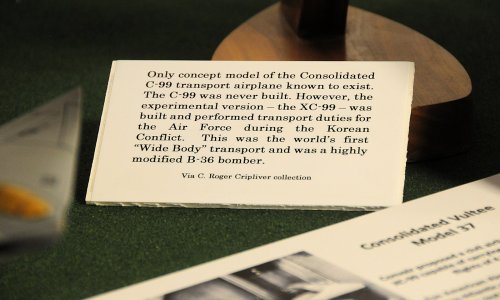 Only concept model of the Consolidated
C-99 transport airplane known to exist.
The C-99 was never built. However, the
experimental version – the XC-99 – was
built and performed transport duties for
the Air Force during the Korean
Conflict. This was the world's first
"Wide Body" transport and was a highly
modified B-36 bomber.
Via C. Roger Cripliver collection
Consolidated Vultee
Model 37